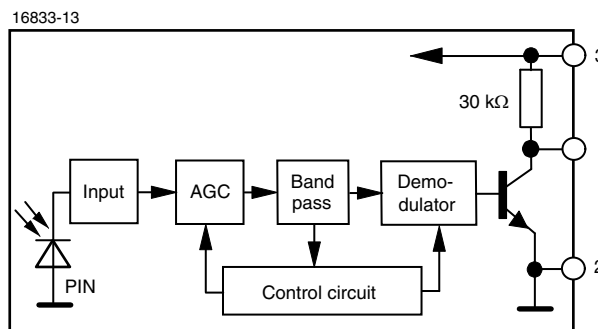 16833-13
3
30 kΩ
Input
AGC
Band
pass
Demo-
dulator
PIN
Control circuit
2